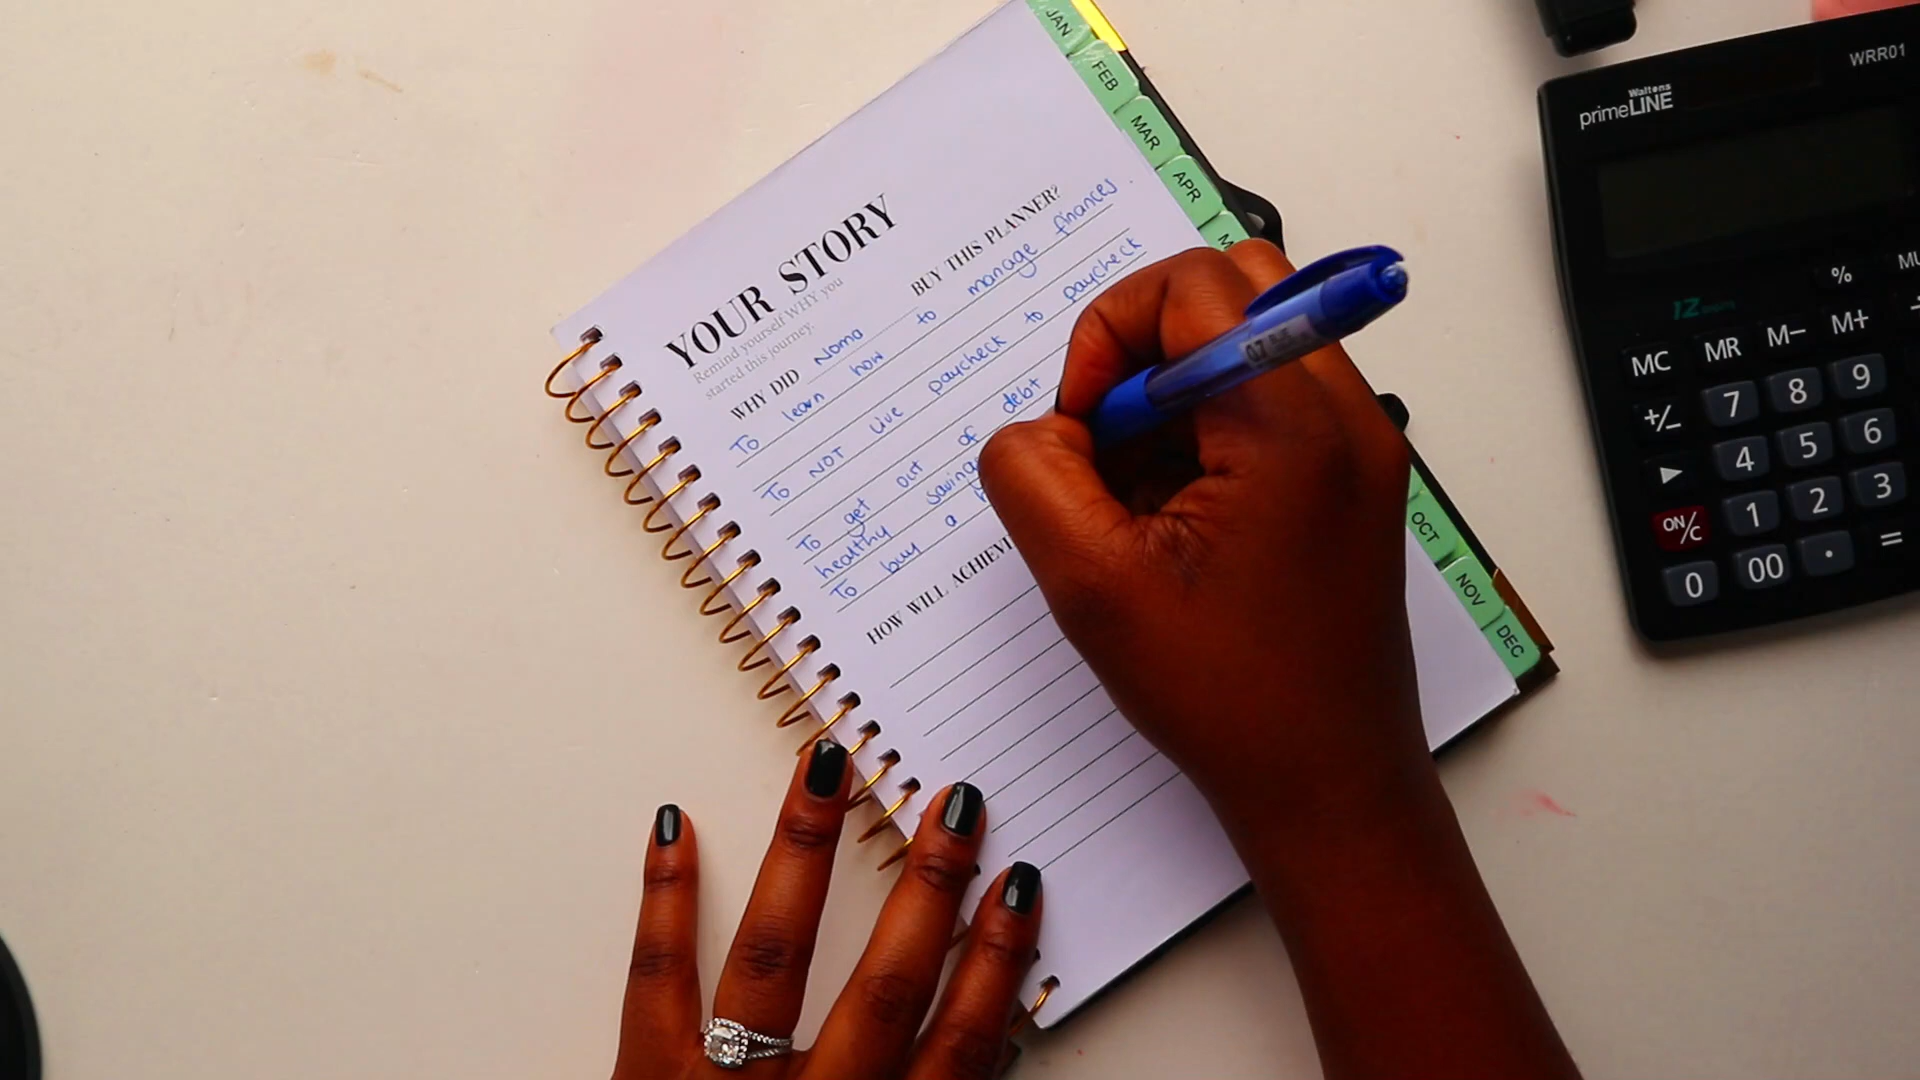 YOUR STORY
Remind yourself WHY you
started this journey.
WHY DID Noma BUY THIS PLANNER?
To learn how to manage finances.
To NOT live paycheck to paycheck
To get out of debt
healthy savings
To buy a
HOW WILL
JAN
FEB
MAR
APR
OCT
NOV
DEC
0.7
Waltons
primeLINE
WRR01
12 DIGITS
%
MC MR M− M+
+/− 7 8 9
▶ 4 5 6
ON/C 1 2 3
0 00 · =